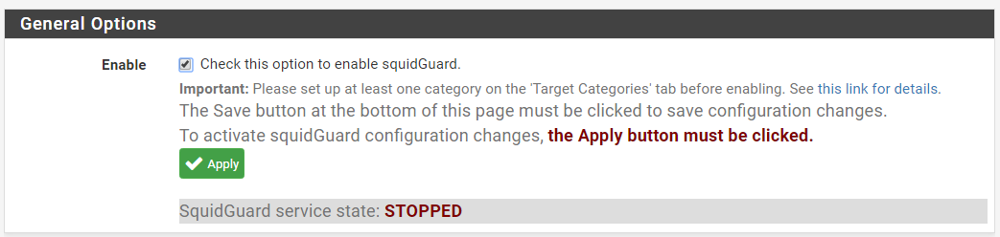 General Options
Enable Check this option to enable squidGuard.
Important: Please set up at least one category on the 'Target Categories' tab before enabling. See this link for details.
The Save button at the bottom of this page must be clicked to save configuration changes.
To activate squidGuard configuration changes, the Apply button must be clicked.
Apply
SquidGuard service state: STOPPED